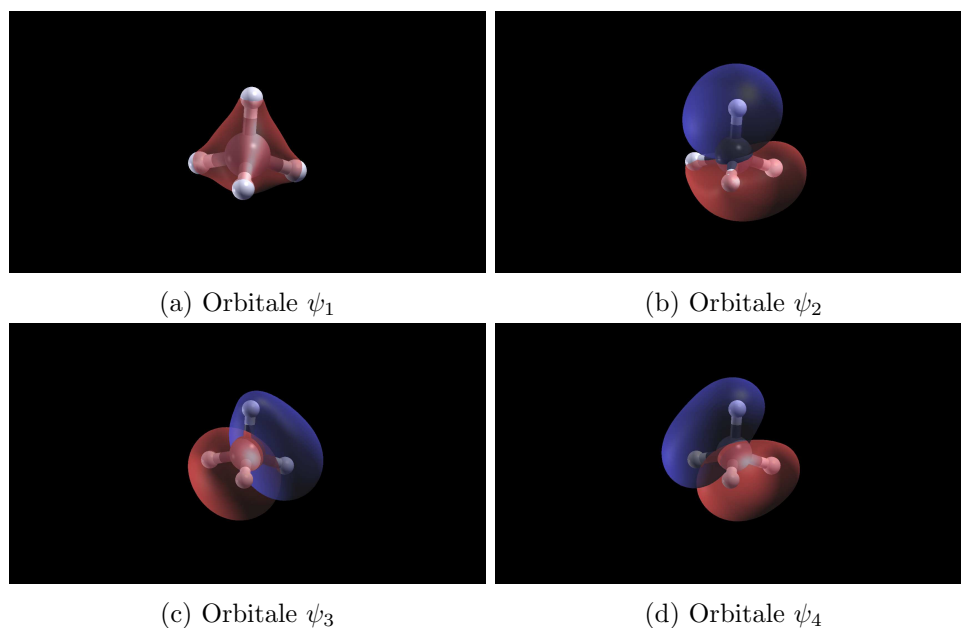 (a) Orbitale ψ₁
(b) Orbitale ψ₂
(c) Orbitale ψ₃
(d) Orbitale ψ₄